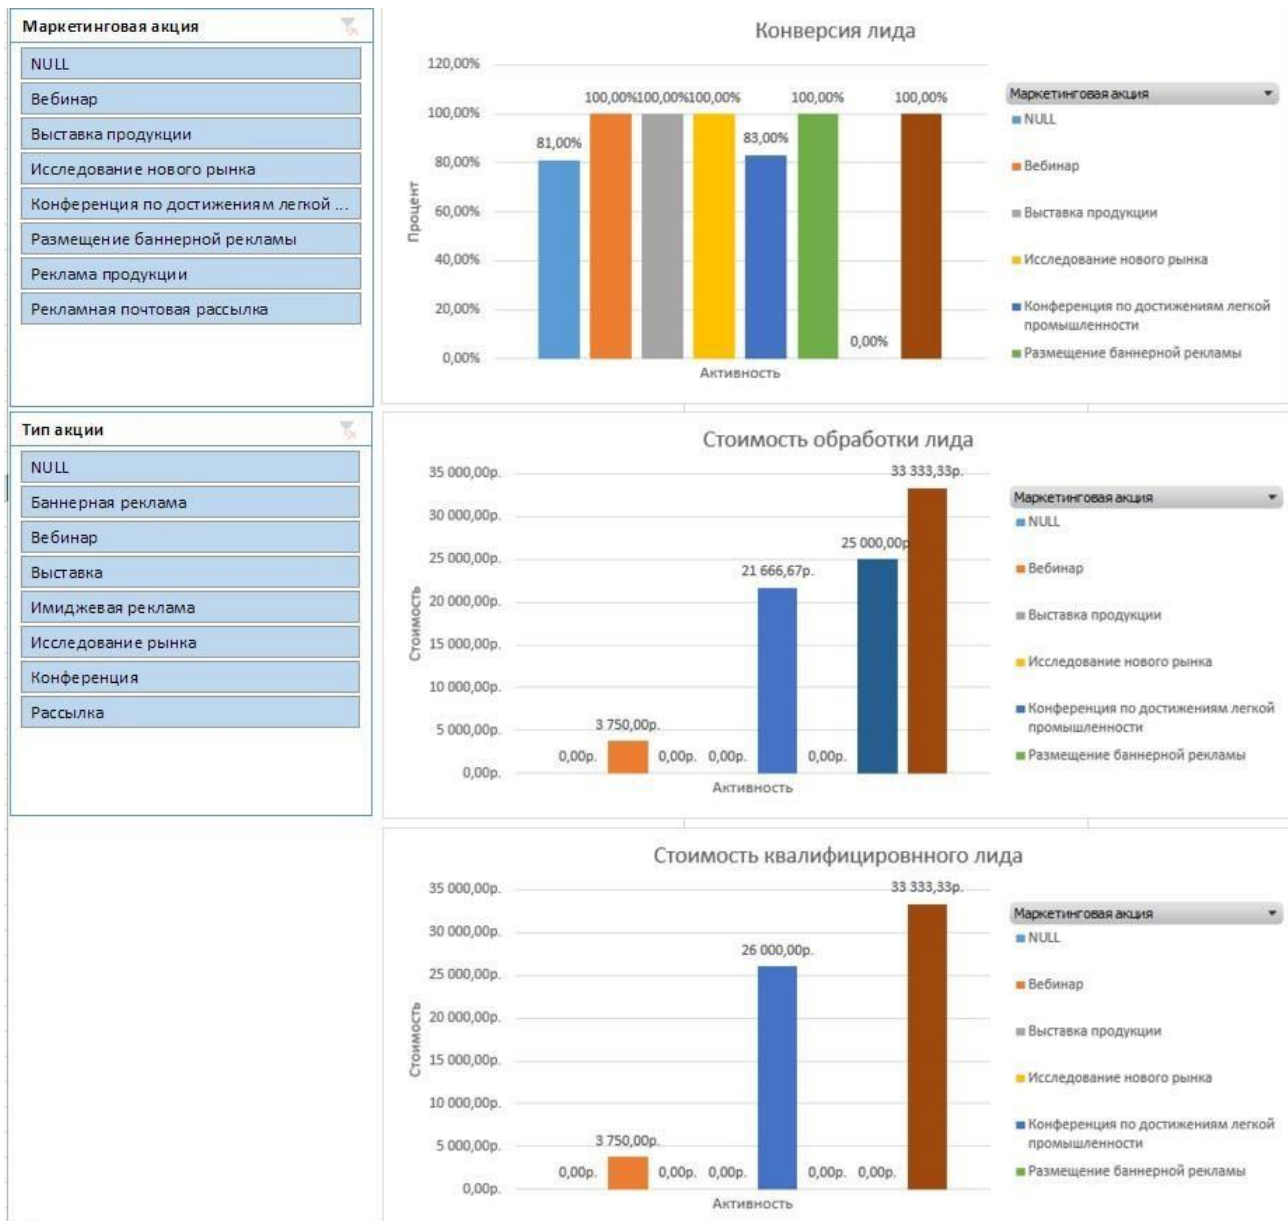 Маркетинговая акция
NULL
Вебинар
Выставка продукции
Исследование нового рынка
Конференция по достижениям легкой ...
Размещение баннерной рекламы
Реклама продукции
Рекламная почтовая рассылка
Конверсия лида
120,00%
100,00%
80,00%
60,00%
40,00%
20,00%
0,00%
Процент
81,00%
100,00%
100,00%
100,00%
83,00%
100,00%
0,00%
100,00%
Активность
Маркетинговая акция
NULL
Вебинар
Выставка продукции
Исследование нового рынка
Конференция по достижениям легкой
промышленности
Размещение баннерной рекламы
Тип акции
NULL
Баннерная реклама
Вебинар
Выставка
Имиджевая реклама
Исследование рынка
Конференция
Рассылка
Стоимость обработки лида
35 000,00р.
30 000,00р.
25 000,00р.
20 000,00р.
15 000,00р.
10 000,00р.
5 000,00р.
0,00р.
Стоимость
0,00р.
3 750,00р.
0,00р.
0,00р.
21 666,67р.
0,00р.
25 000,00р
33 333,33р.
Активность
Маркетинговая акция
NULL
Вебинар
Выставка продукции
Исследование нового рынка
Конференция по достижениям легкой
промышленности
Размещение баннерной рекламы
Стоимость квалифицировнного лида
35 000,00р.
30 000,00р.
25 000,00р.
20 000,00р.
15 000,00р.
10 000,00р.
5 000,00р.
0,00р.
Стоимость
0,00р.
3 750,00р.
0,00р.
0,00р.
26 000,00р.
0,00р.
0,00р.
33 333,33р.
Активность
Маркетинговая акция
NULL
Вебинар
Выставка продукции
Исследование нового рынка
Конференция по достижениям легкой
промышленности
Размещение баннерной рекламы